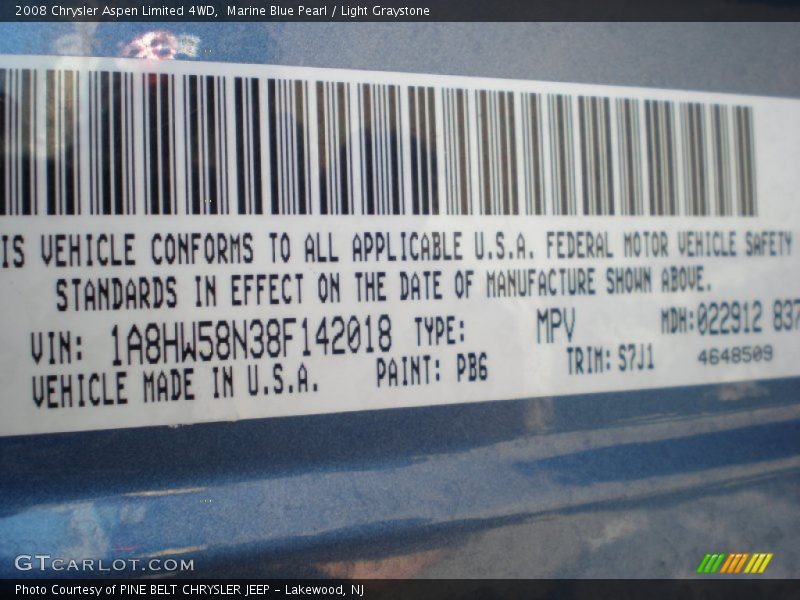 2008 Chrysler Aspen Limited 4WD, Marine Blue Pearl / Light Graystone
IS VEHICLE CONFORMS TO ALL APPLICABLE U.S.A. FEDERAL MOTOR VEHICLE SAFETY
STANDARDS IN EFFECT ON THE DATE OF MANUFACTURE SHOWN ABOVE.
VIN: 1A8HW58N38F142018 TYPE: MPV MDH:022912 837
VEHICLE MADE IN U.S.A. PAINT: PB6 TRIM: S7J1 4648509
GTCARLOT.COM
Photo Courtesy of PINE BELT CHRYSLER JEEP - Lakewood, NJ